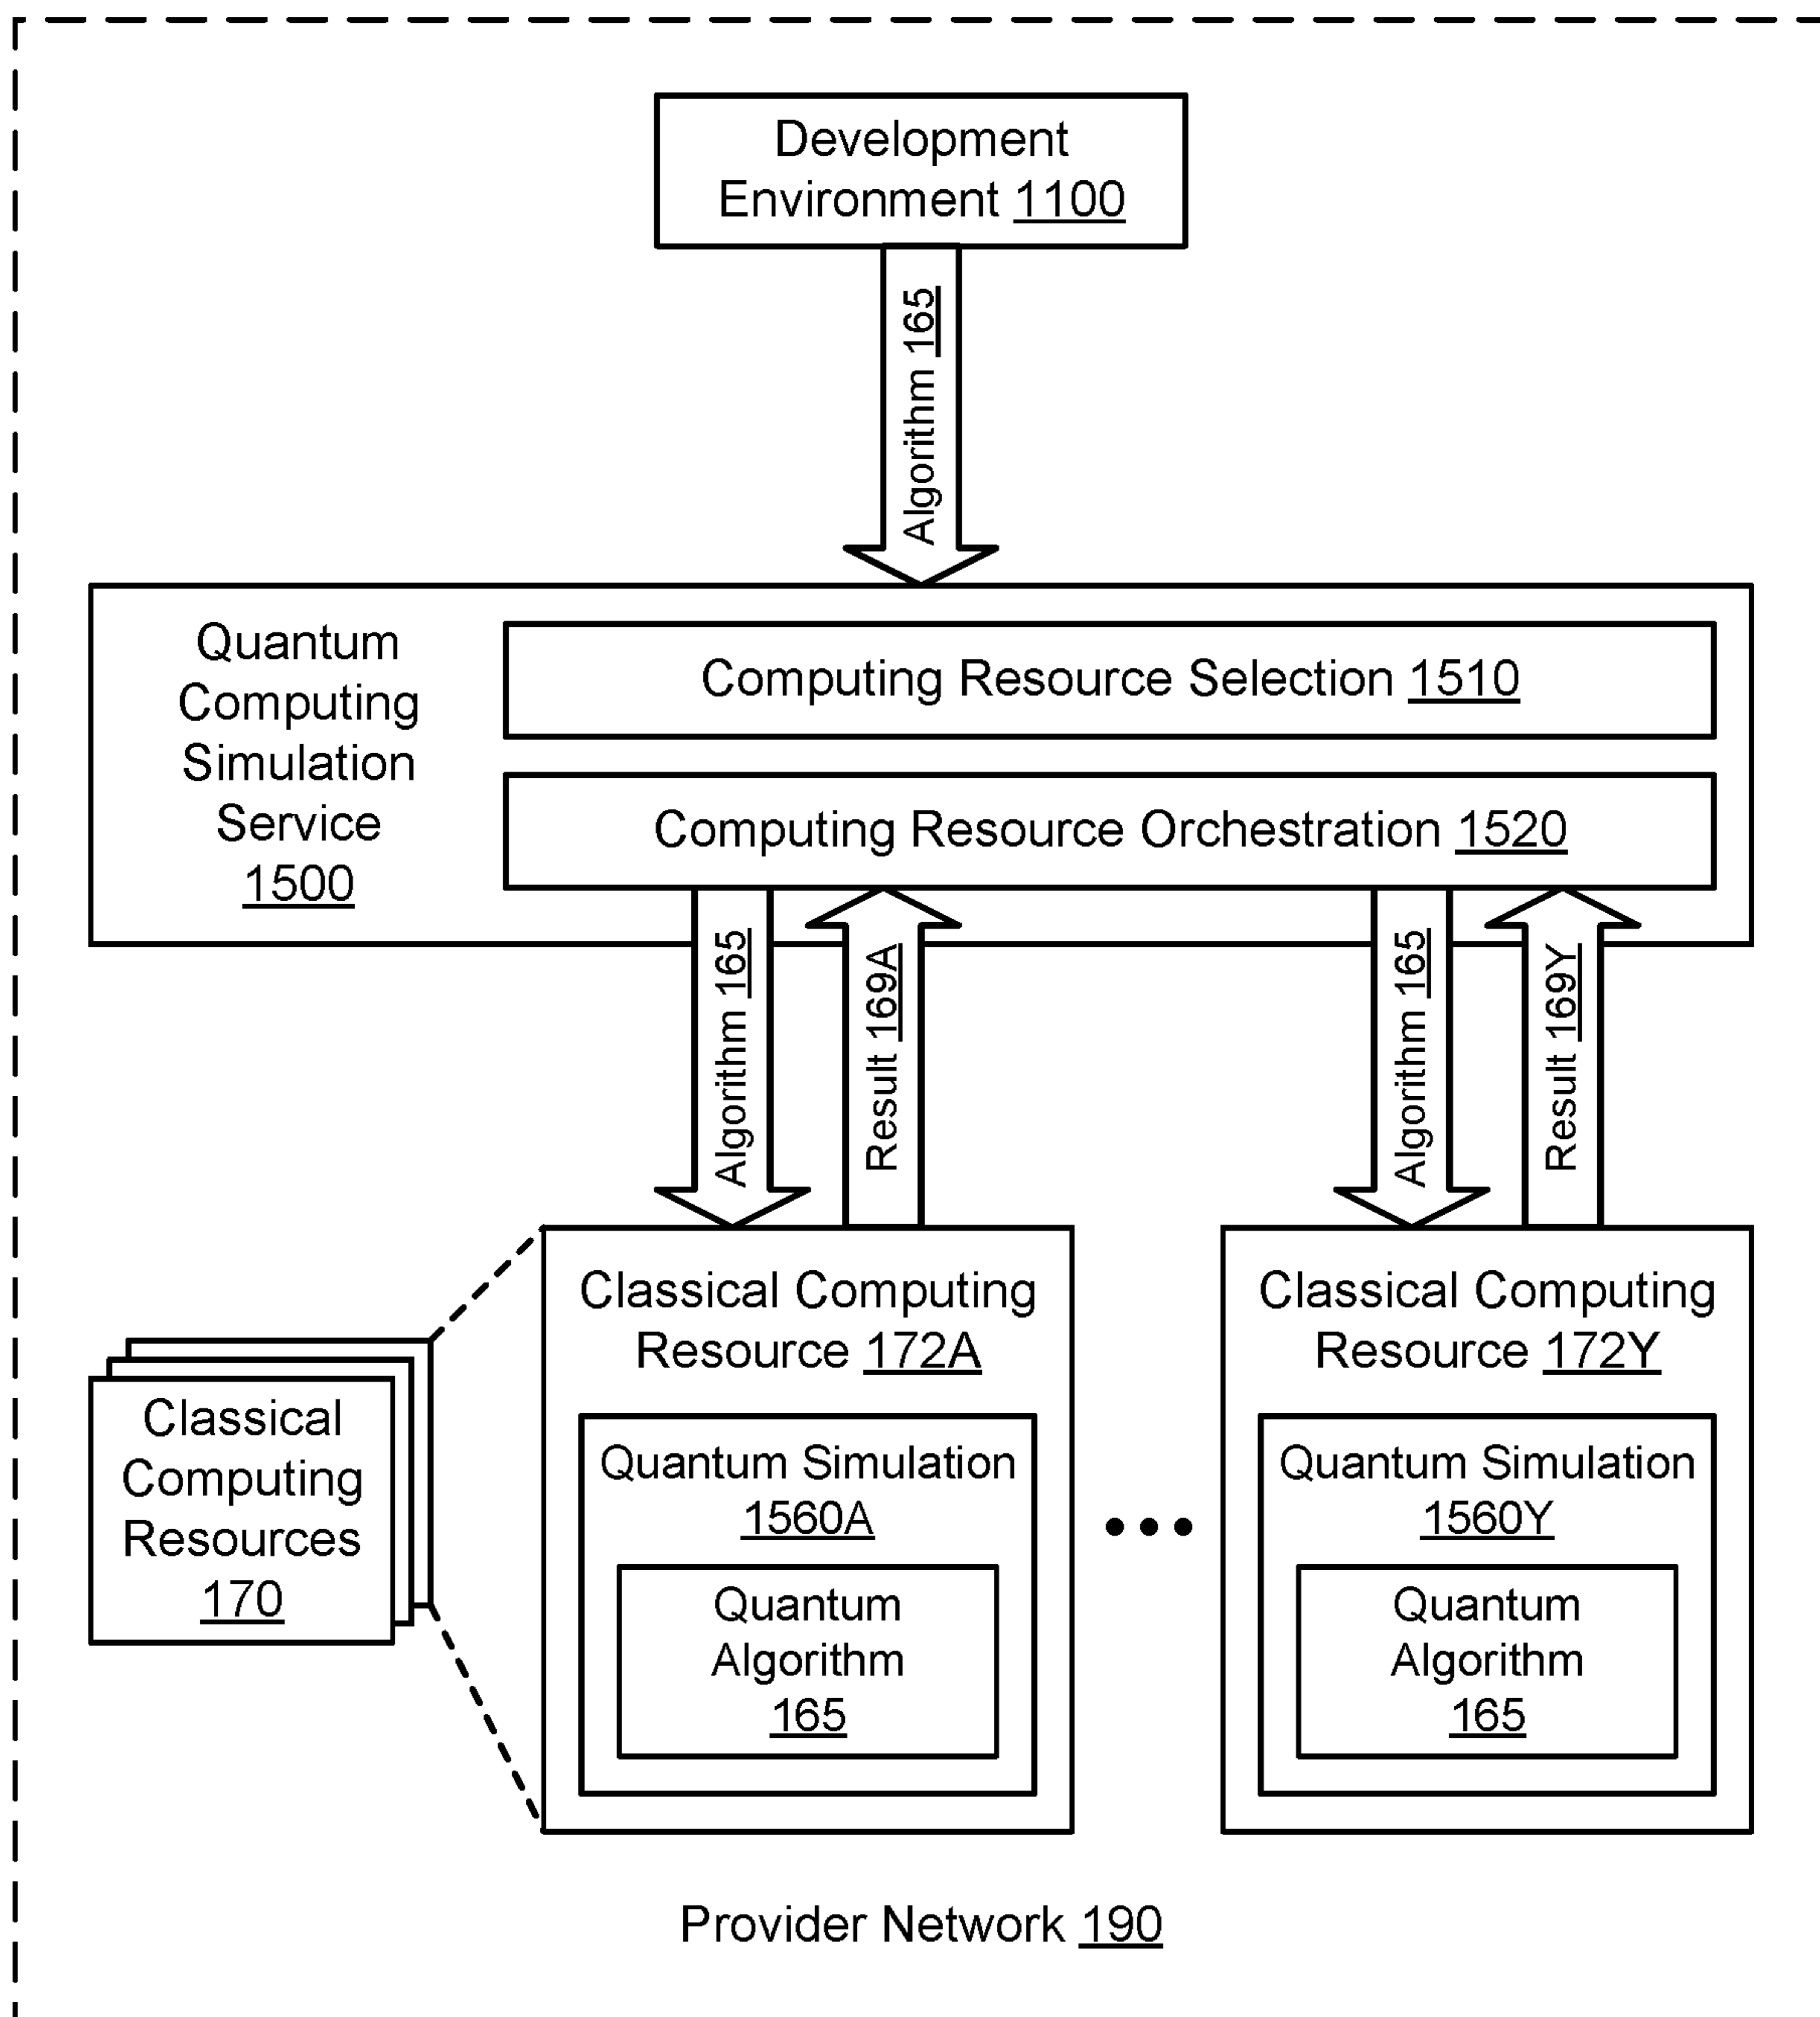 Development
Environment 1100
Algorithm 165
Quantum
Computing
Simulation
Service
1500
Computing Resource Selection 1510
Computing Resource Orchestration 1520
Algorithm 165
Result 169A
Algorithm 165
Result 169Y
Classical
Computing
Resources
170
Classical Computing
Resource 172A
Quantum Simulation
1560A
Quantum
Algorithm
165
Classical Computing
Resource 172Y
Quantum Simulation
1560Y
Quantum
Algorithm
165
Provider Network 190